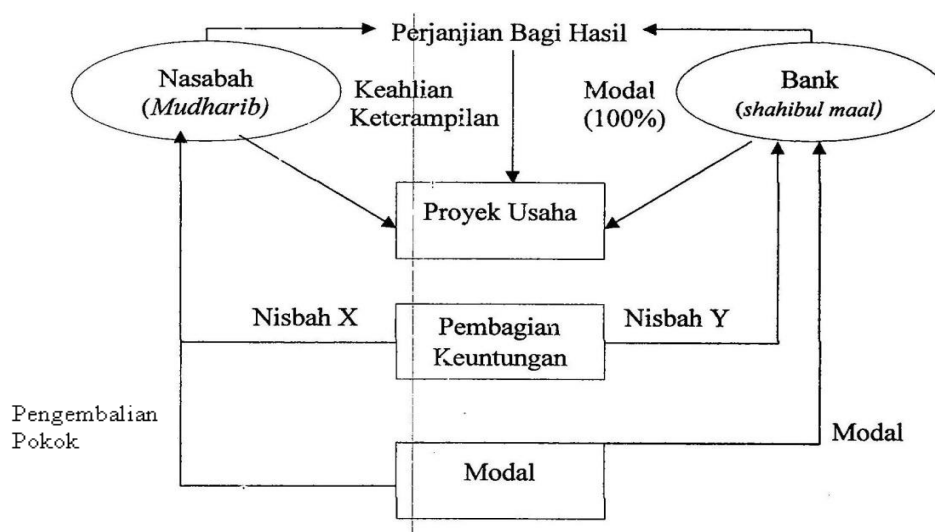 Perjanjian Bagi Hasil
Nasabah
(Mudharib)
Keahlian
Keterampilan
Modal
(100%)
Bank
(shahibul maal)
Proyek Usaha
Nisbah X
Pembagian
Keuntungan
Nisbah Y
Pengembalian
Pokok
Modal
Modal